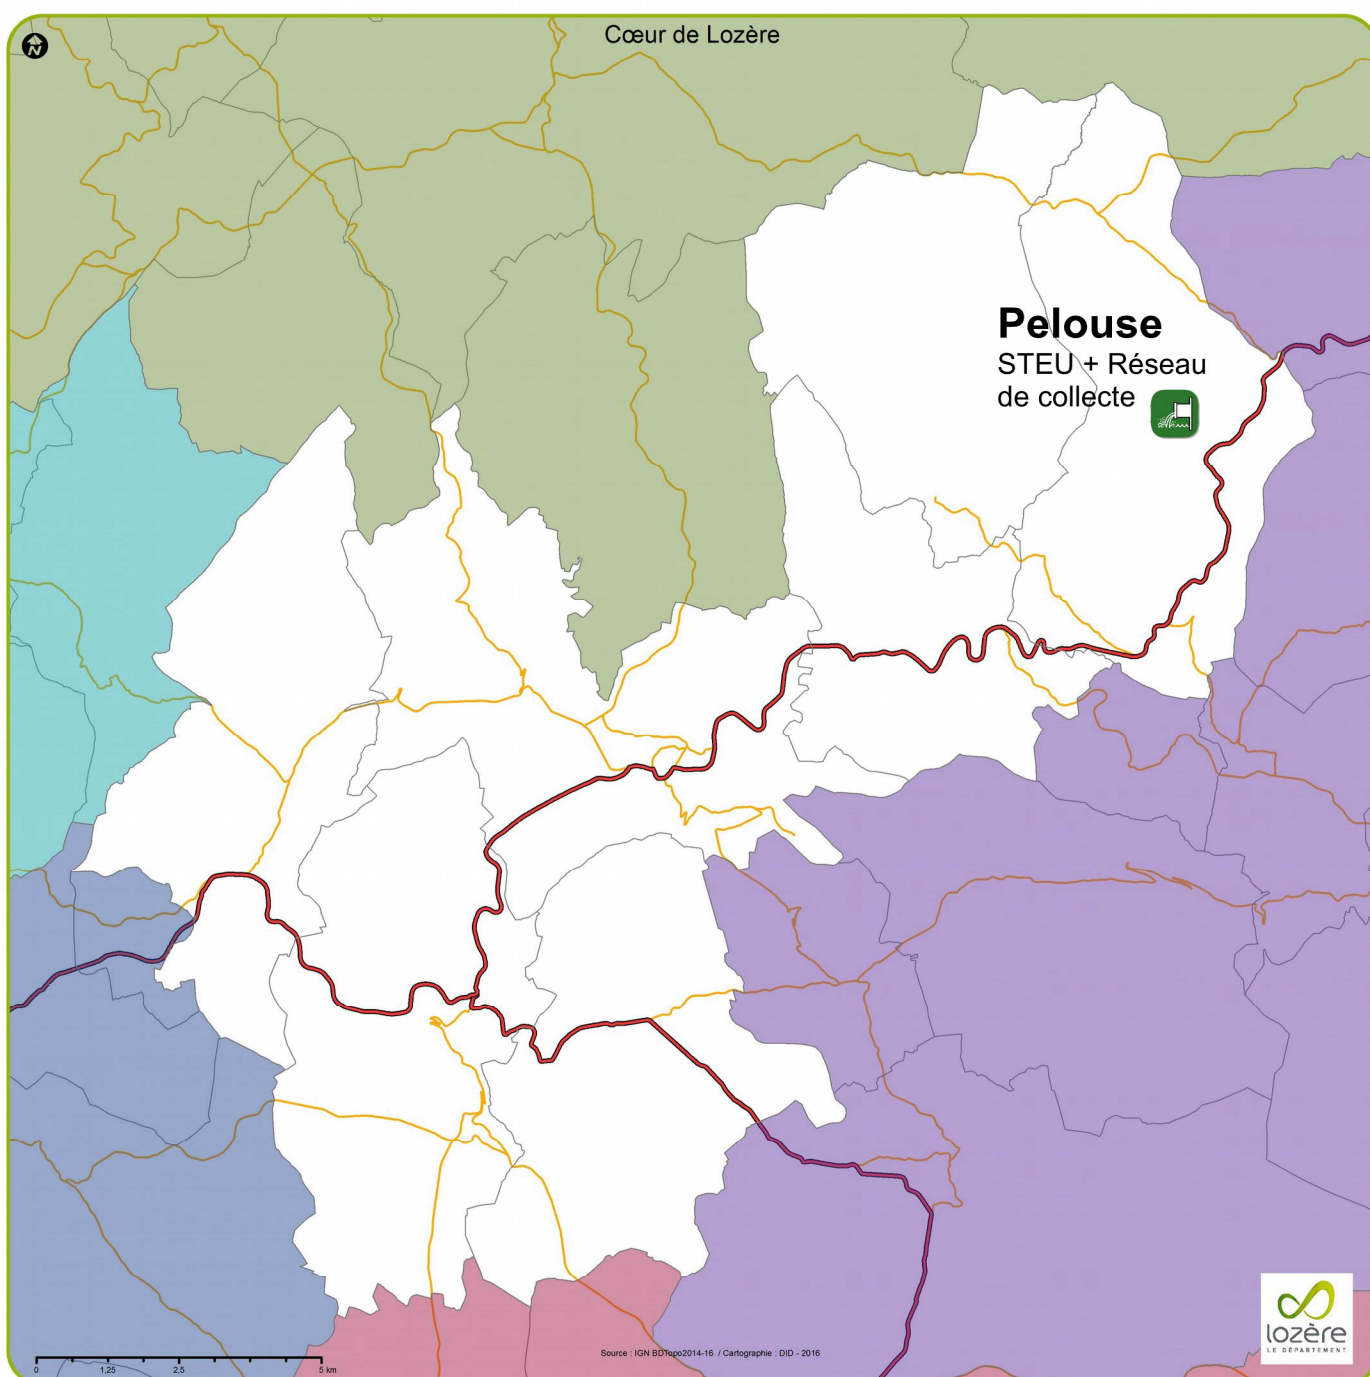 Cœur de Lozère
N
Pelouse
STEU + Réseau
de collecte
0 1,25 2,5 5 km
Source : IGN BDTopo2014-16 / Cartographie : DID - 2016
lozère
LE DÉPARTEMENT